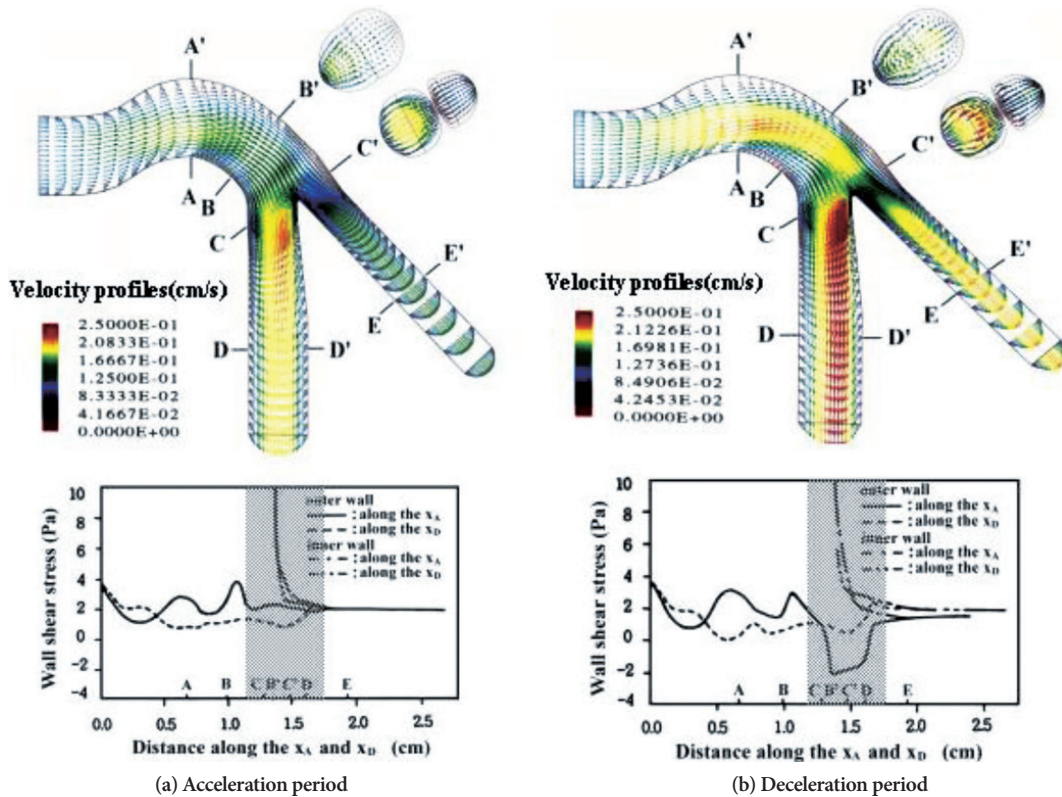 A'
B'
C'
A
B
C
D
D'
E'
E
Velocity profiles(cm/s)
2.5000E-01
2.0833E-01
1.6667E-01
1.2500E-01
8.3333E-02
4.1667E-02
0.0000E+00
Wall shear stress (Pa)
10
8
6
4
2
0
−2
−4
outer wall
: along the xA
: along the xD
inner wall
: along the xA
: along the xD
A B C B' C' D E
0.0 0.5 1.0 1.5 2.0 2.5
Distance along the xA and xD (cm)
(a) Acceleration period
A'
B'
C'
A
B
C
D
D'
E'
E
Velocity profiles(cm/s)
2.5000E-01
2.1226E-01
1.6981E-01
1.2736E-01
8.4906E-02
4.2453E-02
0.0000E+00
Wall shear stress (Pa)
10
8
6
4
2
0
−2
−4
outer wall
: along the xA
: along the xD
inner wall
: along the xA
: along the xD
A B C B' C' D E
0.0 0.5 1.0 1.5 2.0 2.5
Distance along the xA and xD (cm)
(b) Deceleration period